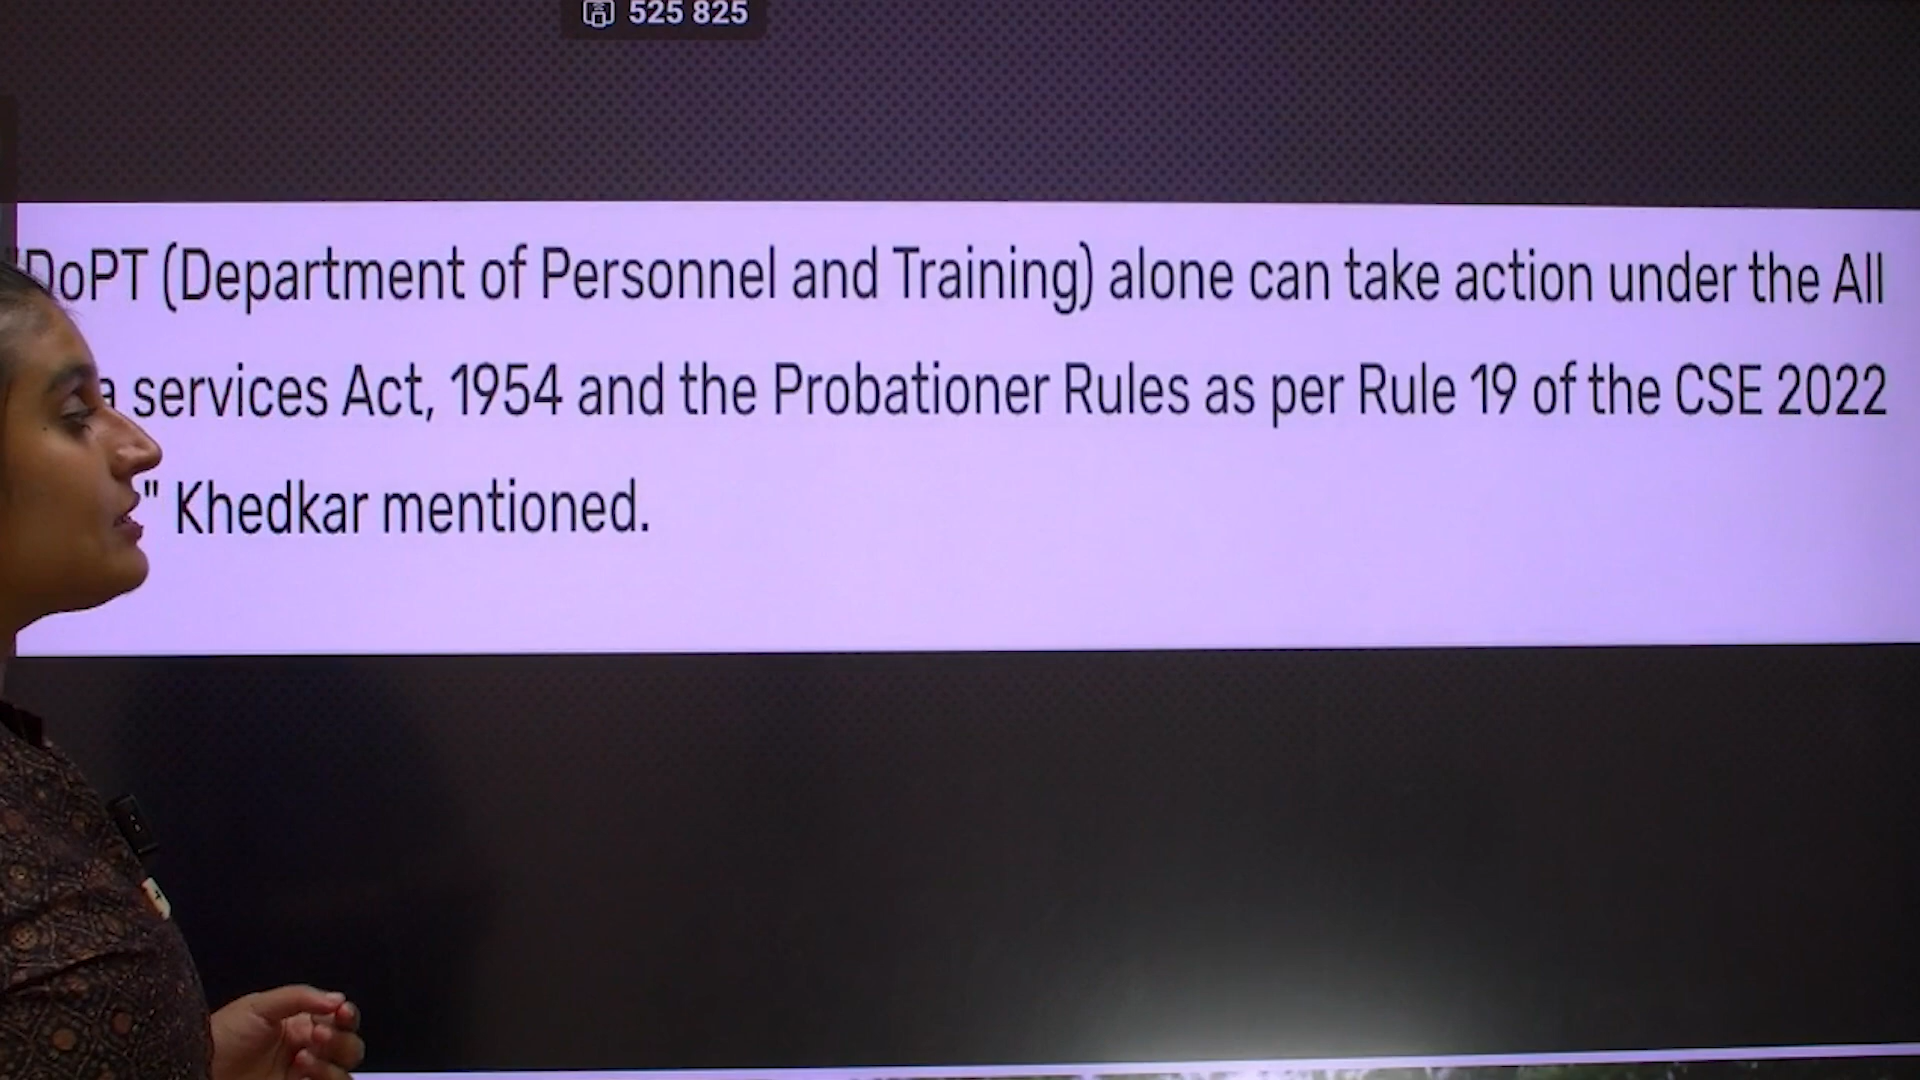 525 825
"DoPT (Department of Personnel and Training) alone can take action under the All
a services Act, 1954 and the Probationer Rules as per Rule 19 of the CSE 2022
" Khedkar mentioned.